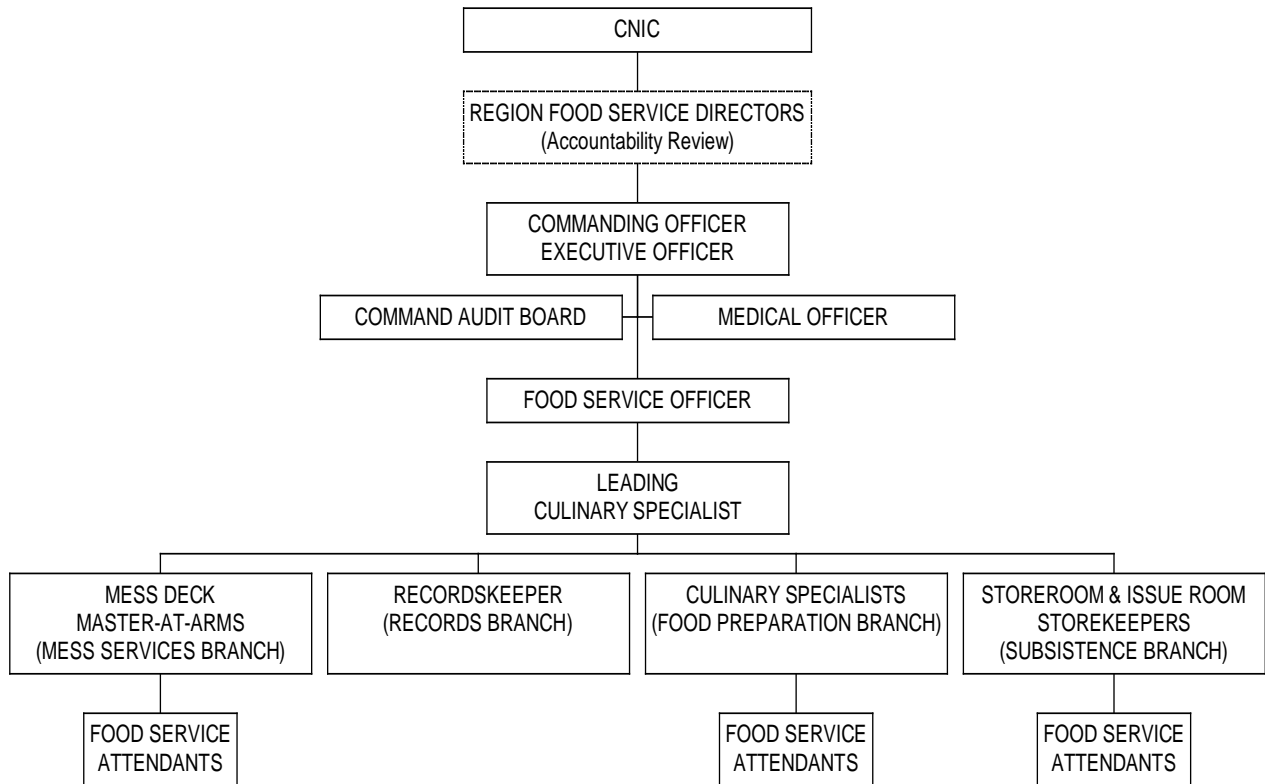 CNIC
REGION FOOD SERVICE DIRECTORS
(Accountability Review)
COMMANDING OFFICER
EXECUTIVE OFFICER
COMMAND AUDIT BOARD
MEDICAL OFFICER
FOOD SERVICE OFFICER
LEADING
CULINARY SPECIALIST
MESS DECK
MASTER-AT-ARMS
(MESS SERVICES BRANCH)
RECORDSKEEPER
(RECORDS BRANCH)
CULINARY SPECIALISTS
(FOOD PREPARATION BRANCH)
STOREROOM & ISSUE ROOM
STOREKEEPERS
(SUBSISTENCE BRANCH)
FOOD SERVICE
ATTENDANTS
FOOD SERVICE
ATTENDANTS
FOOD SERVICE
ATTENDANTS